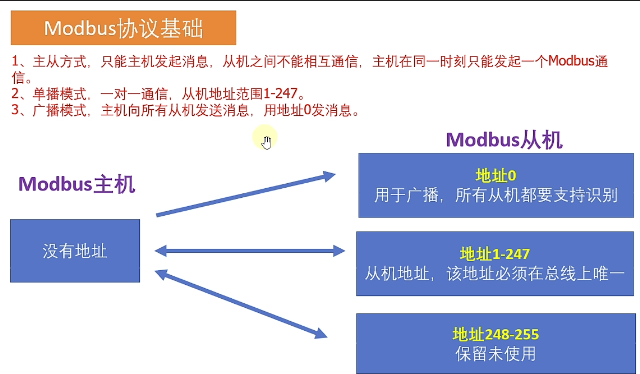 Modbus协议基础
1、主从方式，只能主机发起消息，从机之间不能相互通信，主机在同一时刻只能发起一个Modbus通
信。
2、单播模式，一对一通信，从机地址范围1-247。
3、广播模式，主机向所有从机发送消息，用地址0发消息。
Modbus从机
Modbus主机
没有地址
地址0
用于广播，所有从机都要支持识别
地址1-247
从机地址，该地址必须在总线上唯一
地址248-255
保留未使用